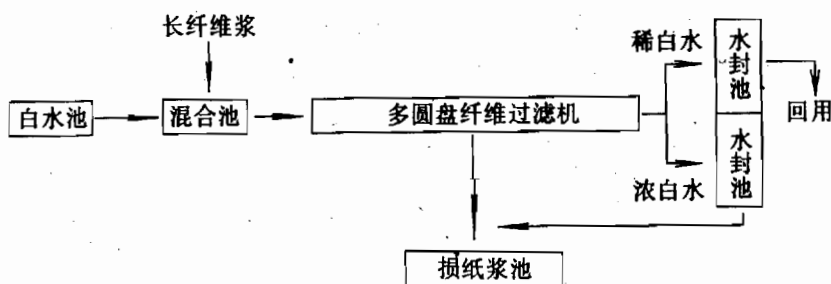 长纤维浆
稀白水
水封池
白水池
混合池
多圆盘纤维过滤机
回用
水封池
浓白水
损纸浆池